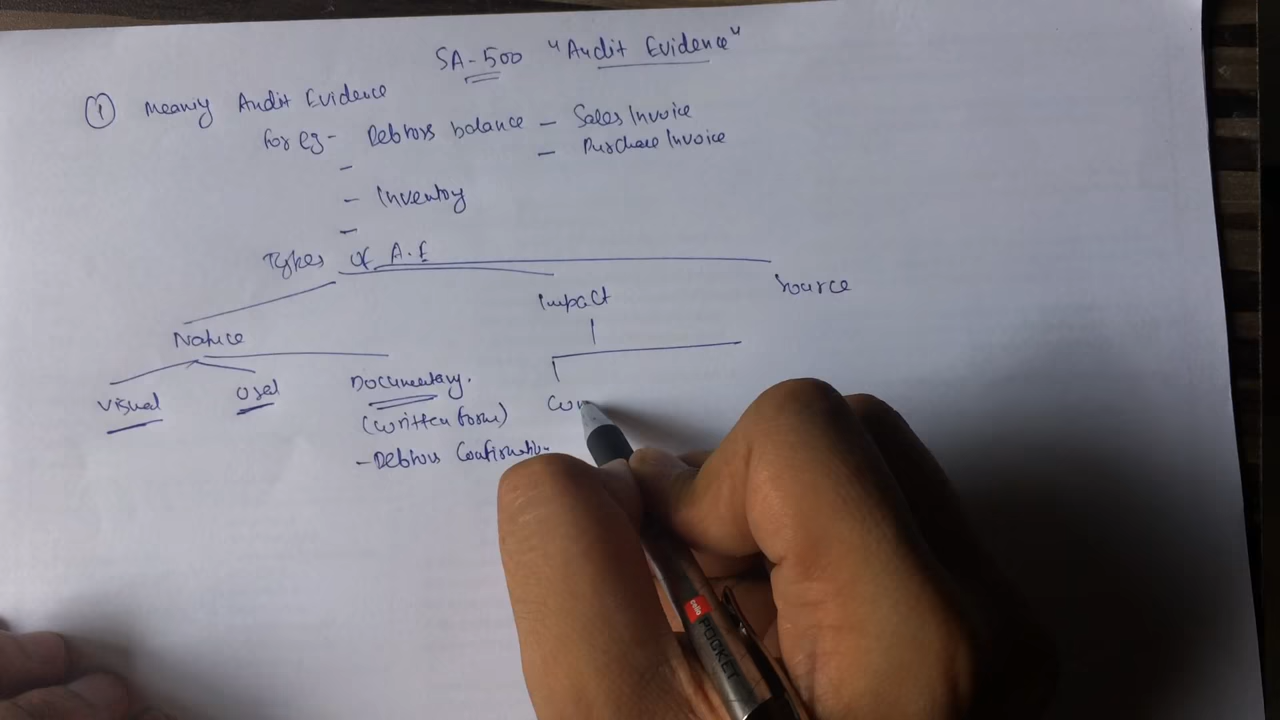 SA-500 "Audit Evidence"
① Meaning Audit Evidence
For eg - Debtors balance - Sales Invoice
- Purchase Invoice
- Inventory
Types of A.E
Impact
Source
Nature
Visual
Oral
Documentary.
(written form)
- Debtors Confirmation
POCKET